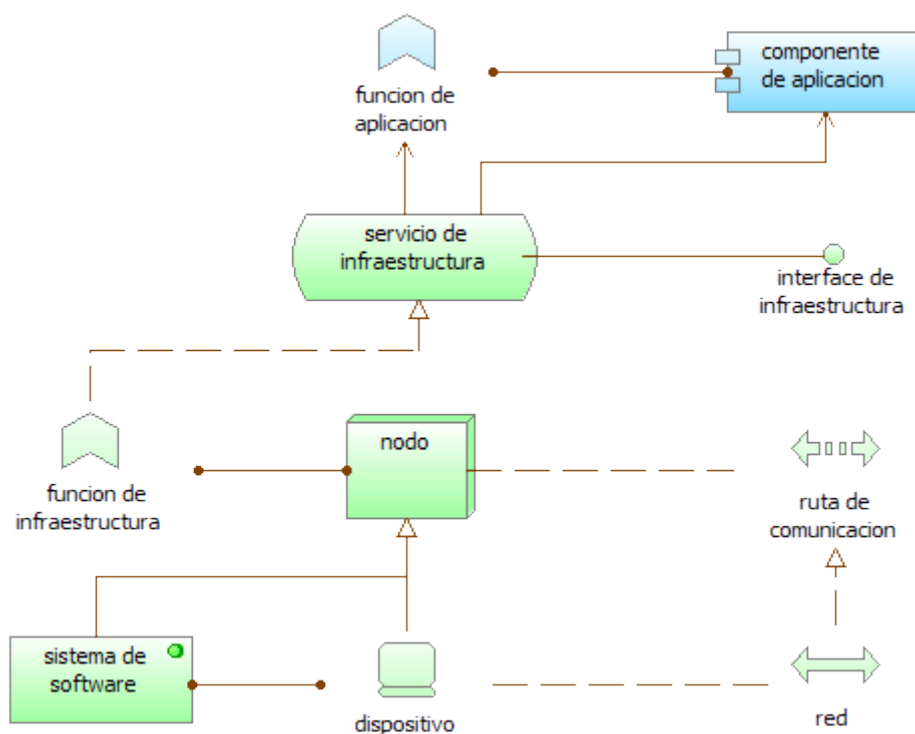 componente
de aplicacion
funcion de
aplicacion
servicio de
infraestructura
interface de
infraestructura
nodo
funcion de
infraestructura
ruta de
comunicacion
sistema de
software
dispositivo
red